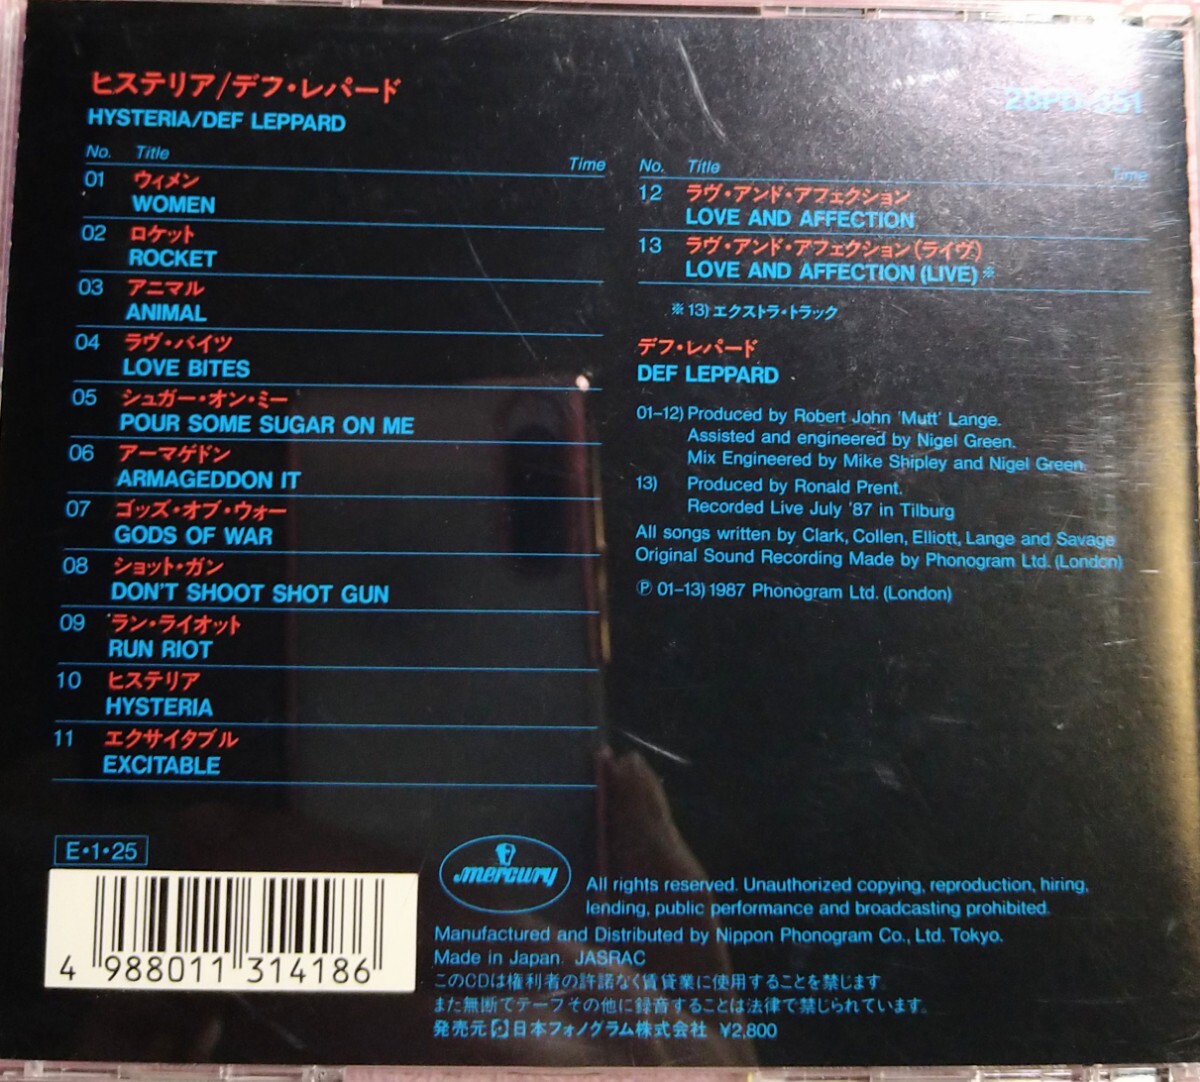 ヒステリア/デフ・レパード
HYSTERIA/DEF LEPPARD
No. Title Time
01 ウィメン
WOMEN
02 ロケット
ROCKET
03 アニマル
ANIMAL
04 ラヴ・バイツ
LOVE BITES
05 シュガー・オン・ミー
POUR SOME SUGAR ON ME
06 アーマゲドン
ARMAGEDDON IT
07 ゴッズ・オブ・ウォー
GODS OF WAR
08 ショット・ガン
DON'T SHOOT SHOT GUN
09 ラン・ライオット
RUN RIOT
10 ヒステリア
HYSTERIA
11 エクサイタブル
EXCITABLE
No. Title Time
12 ラヴ・アンド・アフェクション
LOVE AND AFFECTION
13 ラヴ・アンド・アフェクション(ライヴ)
LOVE AND AFFECTION (LIVE) ※
※13) エクストラ・トラック
デフ・レパード
DEF LEPPARD
01–12) Produced by Robert John 'Mutt' Lange.
Assisted and engineered by Nigel Green.
Mix Engineered by Mike Shipley and Nigel Green.
13) Produced by Ronald Prent.
Recorded Live July '87 in Tilburg
All songs written by Clark, Collen, Elliott, Lange and Savage
Original Sound Recording Made by Phonogram Ltd. (London)
℗ 01–13) 1987 Phonogram Ltd. (London)
E・1・25
4 988011 314186
mercury
All rights reserved. Unauthorized copying, reproduction, hiring,
lending, public performance and broadcasting prohibited.
Manufactured and Distributed by Nippon Phonogram Co., Ltd. Tokyo.
Made in Japan. JASRAC
このCDは権利者の許諾なく賃貸業に使用することを禁じます。
また無断でテープその他に録音することは法律で禁じられています。
発売元 日本フォノグラム株式会社 ¥2,800